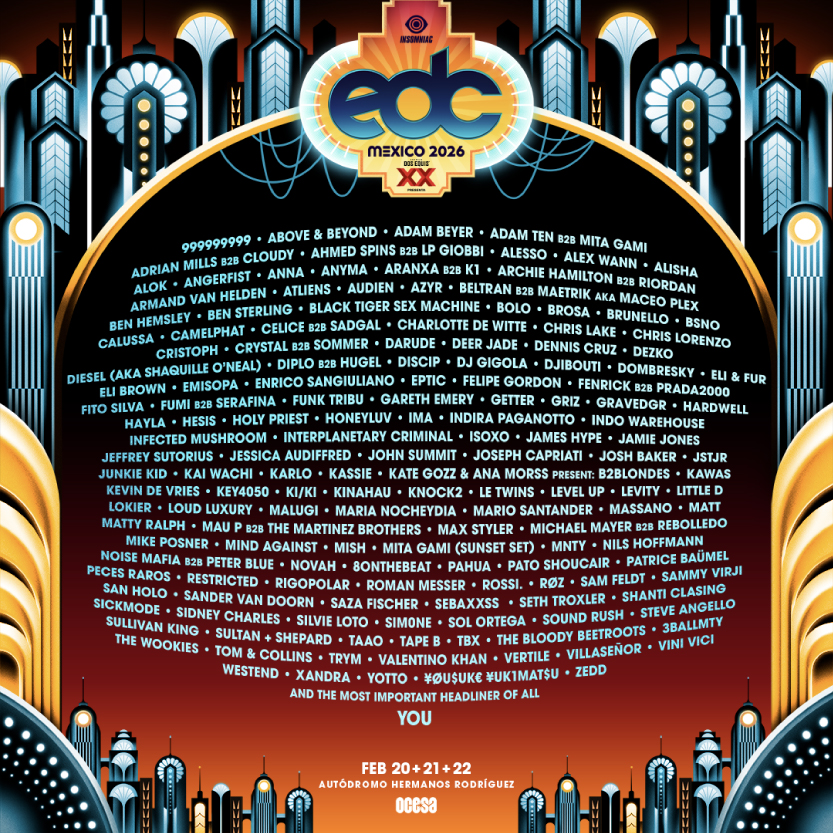 INSOMNIAC
edc
MEXICO 2026
DOS EQUIS
XX
PRESENTS
999999999 • ABOVE & BEYOND • ADAM BEYER • ADAM TEN B2B MITA GAMI
ADRIAN MILLS B2B CLOUDY • AHMED SPINS B2B LP GIOBBI • ALESSO • ALEX WANN • ALISHA
ALOK • ANGERFIST • ANNA • ANYMA • ARANXA B2B K1 • ARCHIE HAMILTON B2B RIORDAN
ARMAND VAN HELDEN • ATLIENS • AUDIEN • AZYR • BELTRAN B2B MAETRIK AKA MACEO PLEX
BEN HEMSLEY • BEN STERLING • BLACK TIGER SEX MACHINE • BOLO • BROSA • BRUNELLO • BSNO
CALUSSA • CAMELPHAT • CELICE B2B SADGAL • CHARLOTTE DE WITTE • CHRIS LAKE • CHRIS LORENZO
CRISTOPH • CRYSTAL B2B SOMMER • DARUDE • DEER JADE • DENNIS CRUZ • DEZKO
DIESEL (AKA SHAQUILLE O'NEAL) • DIPLO B2B HUGEL • DISCIP • DJ GIGOLA • DJIBOUTI • DOMBRESKY • ELI & FUR
ELI BROWN • EMISOPA • ENRICO SANGIULIANO • EPTIC • FELIPE GORDON • FENRICK B2B PRADA2000
FITO SILVA • FUMI B2B SERAFINA • FUNK TRIBU • GARETH EMERY • GETTER • GRIZ • GRAVEDGR • HARDWELL
HAYLA • HESIS • HOLY PRIEST • HONEYLUV • IMA • INDIRA PAGANOTTO • INDO WAREHOUSE
INFECTED MUSHROOM • INTERPLANETARY CRIMINAL • ISOXO • JAMES HYPE • JAMIE JONES
JEFFREY SUTORIUS • JESSICA AUDIFFRED • JOHN SUMMIT • JOSEPH CAPRIATI • JOSH BAKER • JSTJR
JUNKIE KID • KAI WACHI • KARLO • KASSIE • KATE GOZZ & ANA MORSS PRESENT: B2BLONDES • KAWAS
KEVIN DE VRIES • KEY4050 • KI/KI • KINAHAU • KNOCK2 • LE TWINS • LEVEL UP • LEVITY • LITTLE D
LOKIER • LOUD LUXURY • MALUGI • MARIA NOCHEYDIA • MARIO SANTANDER • MASSANO • MATT
MATTY RALPH • MAU P B2B THE MARTINEZ BROTHERS • MAX STYLER • MICHAEL MAYER B2B REBOLLEDO
MIKE POSNER • MIND AGAINST • MISH • MITA GAMI (SUNSET SET) • MNTY • NILS HOFFMANN
NOISE MAFIA B2B PETER BLUE • NOVAH • 8ONTHEBEAT • PAHUA • PATO SHOUCAIR • PATRICE BAÜMEL
PECES RAROS • RESTRICTED • RIGOPOLAR • ROMAN MESSER • ROSSI. • RØZ • SAM FELDT • SAMMY VIRJI
SAN HOLO • SANDER VAN DOORN • SAZA FISCHER • SEBAXXSS • SETH TROXLER • SHANTI CLASING
SICKMODE • SIDNEY CHARLES • SILVIE LOTO • SIM0NE • SOL ORTEGA • SOUND RUSH • STEVE ANGELLO
SULLIVAN KING • SULTAN + SHEPARD • TAAO • TAPE B • TBX • THE BLOODY BEETROOTS • 3BALLMTY
THE WOOKIES • TOM & COLLINS • TRYM • VALENTINO KHAN • VERTILE • VILLASEÑOR • VINI VICI
WESTEND • XANDRA • YOTTO • ¥ØU$UK€ ¥UK1MAT$U • ZEDD
AND THE MOST IMPORTANT HEADLINER OF ALL
YOU
FEB 20+21+22
AUTÓDROMO HERMANOS RODRÍGUEZ
OCESA